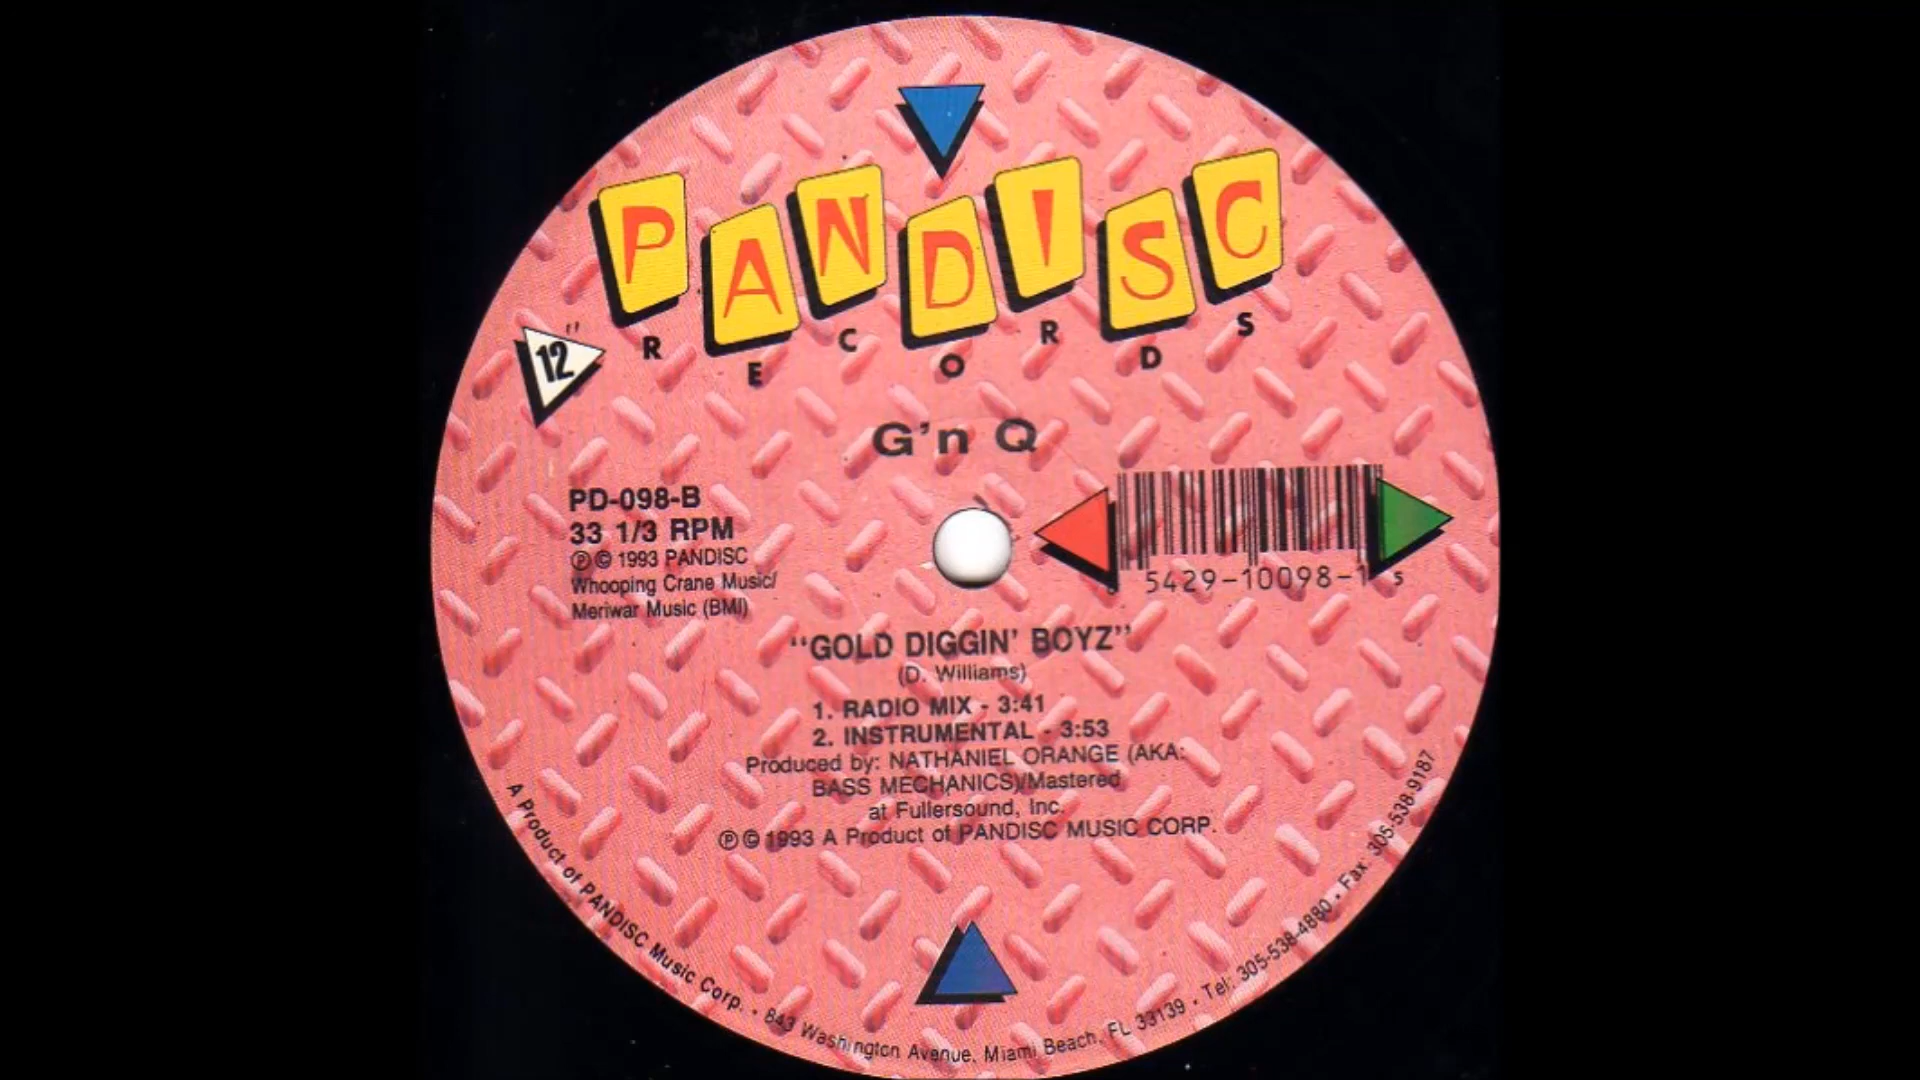 PANDISC
RECORDS
12"
G'n Q
PD-098-B
33 1/3 RPM
℗ © 1993 PANDISC
Whooping Crane Music/
Meriwar Music (BMI)
5429-10098-1 5
"GOLD DIGGIN' BOYZ"
(D. Williams)
1. RADIO MIX - 3:41
2. INSTRUMENTAL - 3:53
Produced by: NATHANIEL ORANGE (AKA:
BASS MECHANICS)/Mastered
at Fullersound, Inc.
℗ © 1993 A Product of PANDISC MUSIC CORP.
A Product of PANDISC Music Corp. • 843 Washington Avenue, Miami Beach, FL 33139 • Tel: 305-538-4880 • Fax: 305-538-9187